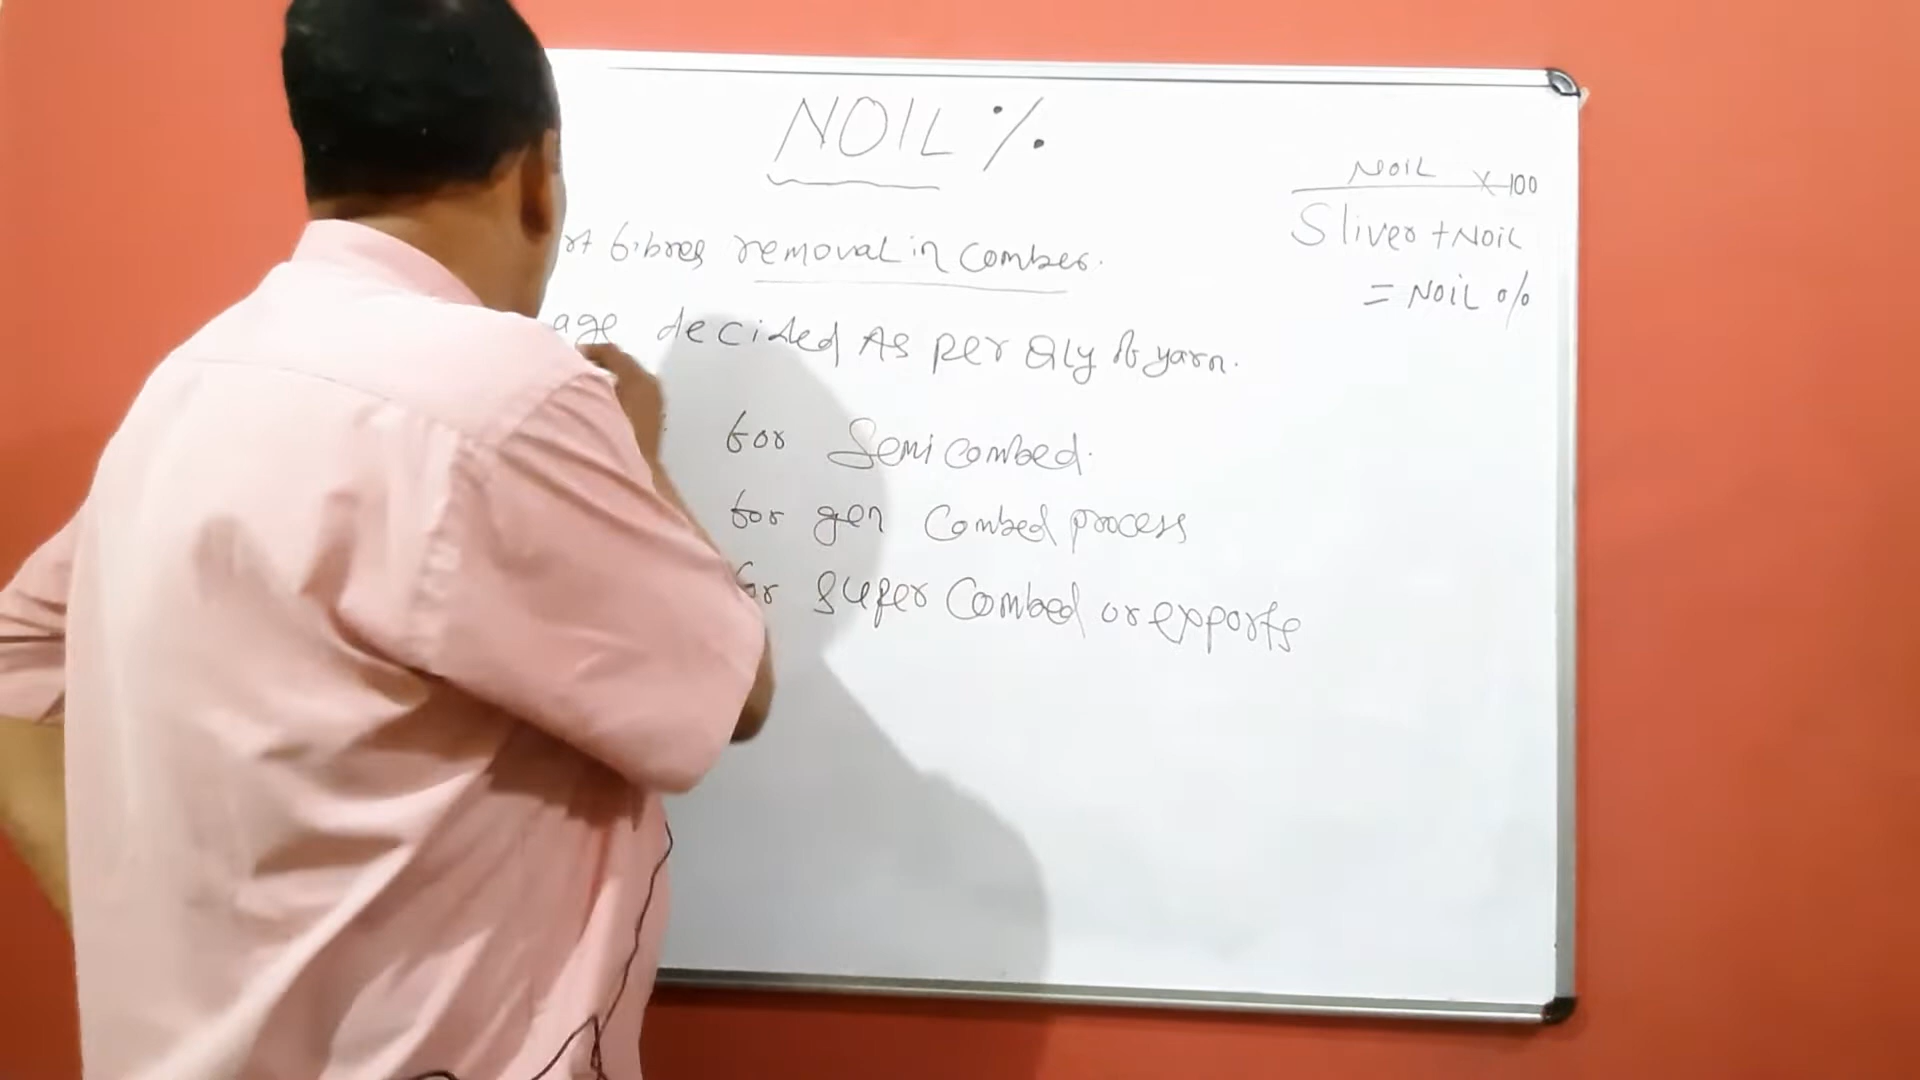 NOIL %
fibres removal in Comber.
age decided As per Qly of yarn.
for Semi combed.
for gen Combed process
for super Combed or exports
NOIL X 100
Sliver + NOIL
= NOIL %